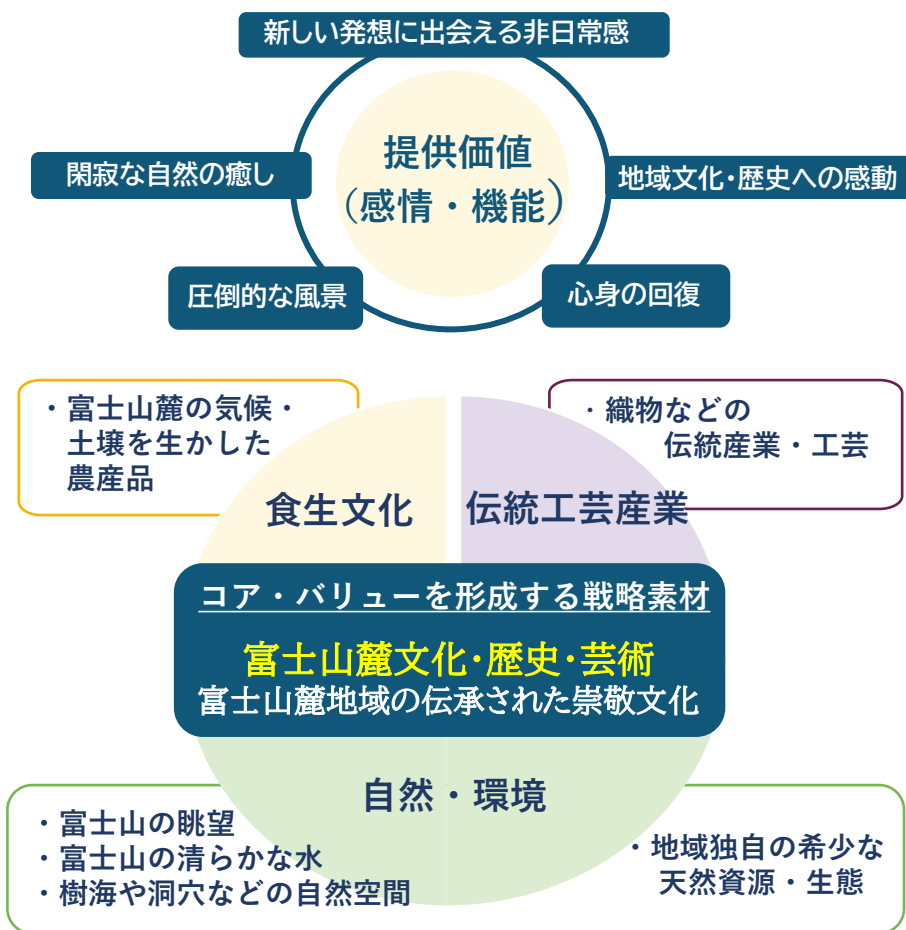 新しい発想に出会える非日常感
提供価値
(感情・機能)
閑寂な自然の癒し
地域文化・歴史への感動
圧倒的な風景
心身の回復
・富士山麓の気候・
土壌を生かした
農産品
・織物などの
伝統産業・工芸
食生文化
伝統工芸産業
コア・バリューを形成する戦略素材
富士山麓文化・歴史・芸術
富士山麓地域の伝承された崇敬文化
自然・環境
・富士山の眺望
・富士山の清らかな水
・樹海や洞穴などの自然空間
・地域独自の希少な
天然資源・生態